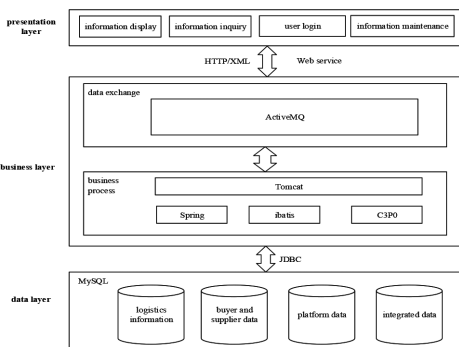 presentation layer
information display
information inquiry
user login
information maintenance
HTTP/XML
Web service
business layer
data exchange
ActiveMQ
business process
Tomcat
Spring
ibatis
C3P0
JDBC
data layer
MySQL
logistics information
buyer and supplier data
platform data
integrated data